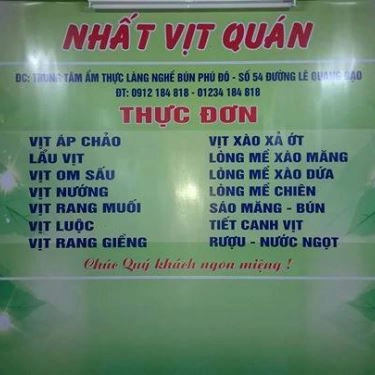 NHẤT VỊT QUÁN
ĐC: TRUNG TÂM ẨM THỰC LÀNG NGHỀ BÚN PHÚ ĐÔ - SỐ 54 ĐƯỜNG LÊ QUANG ĐẠO
ĐT: 0912 184 818 - 01234 184 818
THỰC ĐƠN
VỊT ÁP CHẢO
LẨU VỊT
VỊT OM SẤU
VỊT NƯỚNG
VỊT RANG MUỐI
VỊT LUỘC
VỊT RANG GIỀNG
VỊT XÀO XẢ ỚT
LÒNG MỀ XÀO MĂNG
LÒNG MỀ XÀO DỨA
LÒNG MỀ CHIÊN
SÁO MĂNG - BÚN
TIẾT CANH VỊT
RƯỢU - NƯỚC NGỌT
Chúc Quý khách ngon miệng !